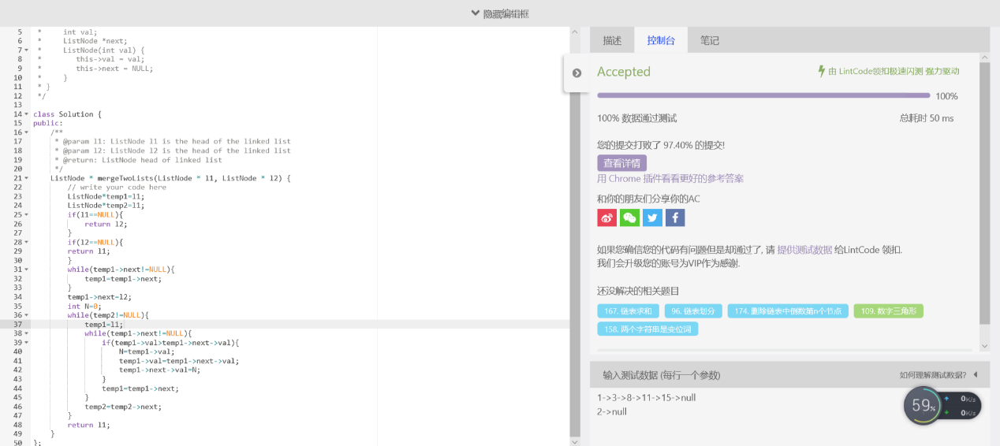 隐藏编辑框
5 *     int val;
6 *     ListNode *next;
7 *     ListNode(int val) {
8 *        this->val = val;
9 *        this->next = NULL;
10 *     }
11 * }
12 */
13
14 class Solution {
15 public:
16     /**
17      * @param l1: ListNode l1 is the head of the linked list
18      * @param l2: ListNode l2 is the head of the linked list
19      * @return: ListNode head of linked list
20      */
21     ListNode * mergeTwoLists(ListNode * l1, ListNode * l2) {
22         // write your code here
23         ListNode*temp1=l1;
24         ListNode*temp2=l1;
25         if(l1==NULL){
26             return l2;
27         }
28         if(l2==NULL){
29         return l1;
30         }
31         while(temp1->next!=NULL){
32             temp1=temp1->next;
33         }
34         temp1->next=l2;
35         int N=0;
36         while(temp2!=NULL){
37             temp1=l1;
38             while(temp1->next!=NULL){
39                 if(temp1->val>temp1->next->val){
40                     N=temp1->val;
41                     temp1->val=temp1->next->val;
42                     temp1->next->val=N;
43                 }
44                 temp1=temp1->next;
45             }
46             temp2=temp2->next;
47         }
48         return l1;
49     }
50 };
描述 控制台 笔记
Accepted 由 LintCode领扣极速闪测 强力驱动
100%
100% 数据通过测试 总耗时 50 ms
您的提交打败了 97.40% 的提交!
查看详情
用 Chrome 插件看看更好的参考答案
和你的朋友们分享你的AC
如果您确信您的代码有问题但是却通过了, 请 提供测试数据 给LintCode 领扣.
我们会升级您的账号为VIP作为感谢.
还没解决的相关题目
167. 链表求和 96. 链表划分 174. 删除链表中倒数第n个节点 109. 数字三角形
158. 两个字符串是变位词
输入测试数据 (每行一个参数) 如何理解测试数据?
1->3->8->11->15->null
2->null
59% 0K/s
0K/s